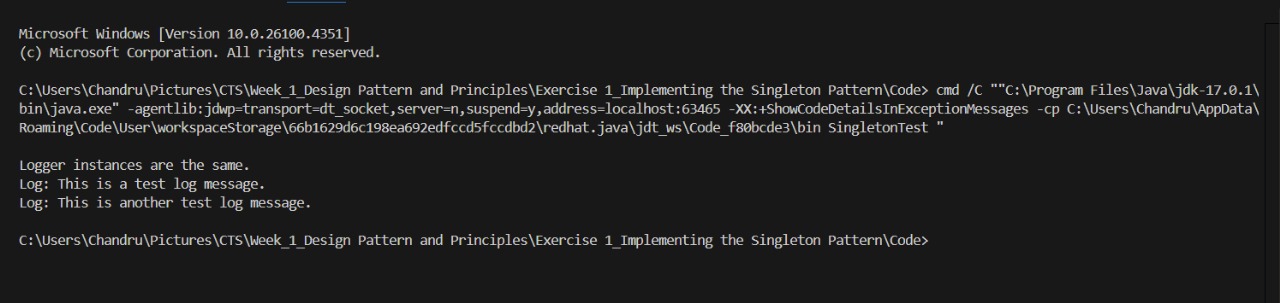 Microsoft Windows [Version 10.0.26100.4351]
(c) Microsoft Corporation. All rights reserved.
C:\Users\Chandru\Pictures\CTS\Week_1_Design Pattern and Principles\Exercise 1_Implementing the Singleton Pattern\Code> cmd /C ""C:\Program Files\Java\jdk-17.0.1\
bin\java.exe" -agentlib:jdwp=transport=dt_socket,server=n,suspend=y,address=localhost:63465 -XX:+ShowCodeDetailsInExceptionMessages -cp C:\Users\Chandru\AppData\
Roaming\Code\User\workspaceStorage\66b1629d6c198ea692edfccd5fccdbd2\redhat.java\jdt_ws\Code_f80bcde3\bin SingletonTest "
Logger instances are the same.
Log: This is a test log message.
Log: This is another test log message.
C:\Users\Chandru\Pictures\CTS\Week_1_Design Pattern and Principles\Exercise 1_Implementing the Singleton Pattern\Code>